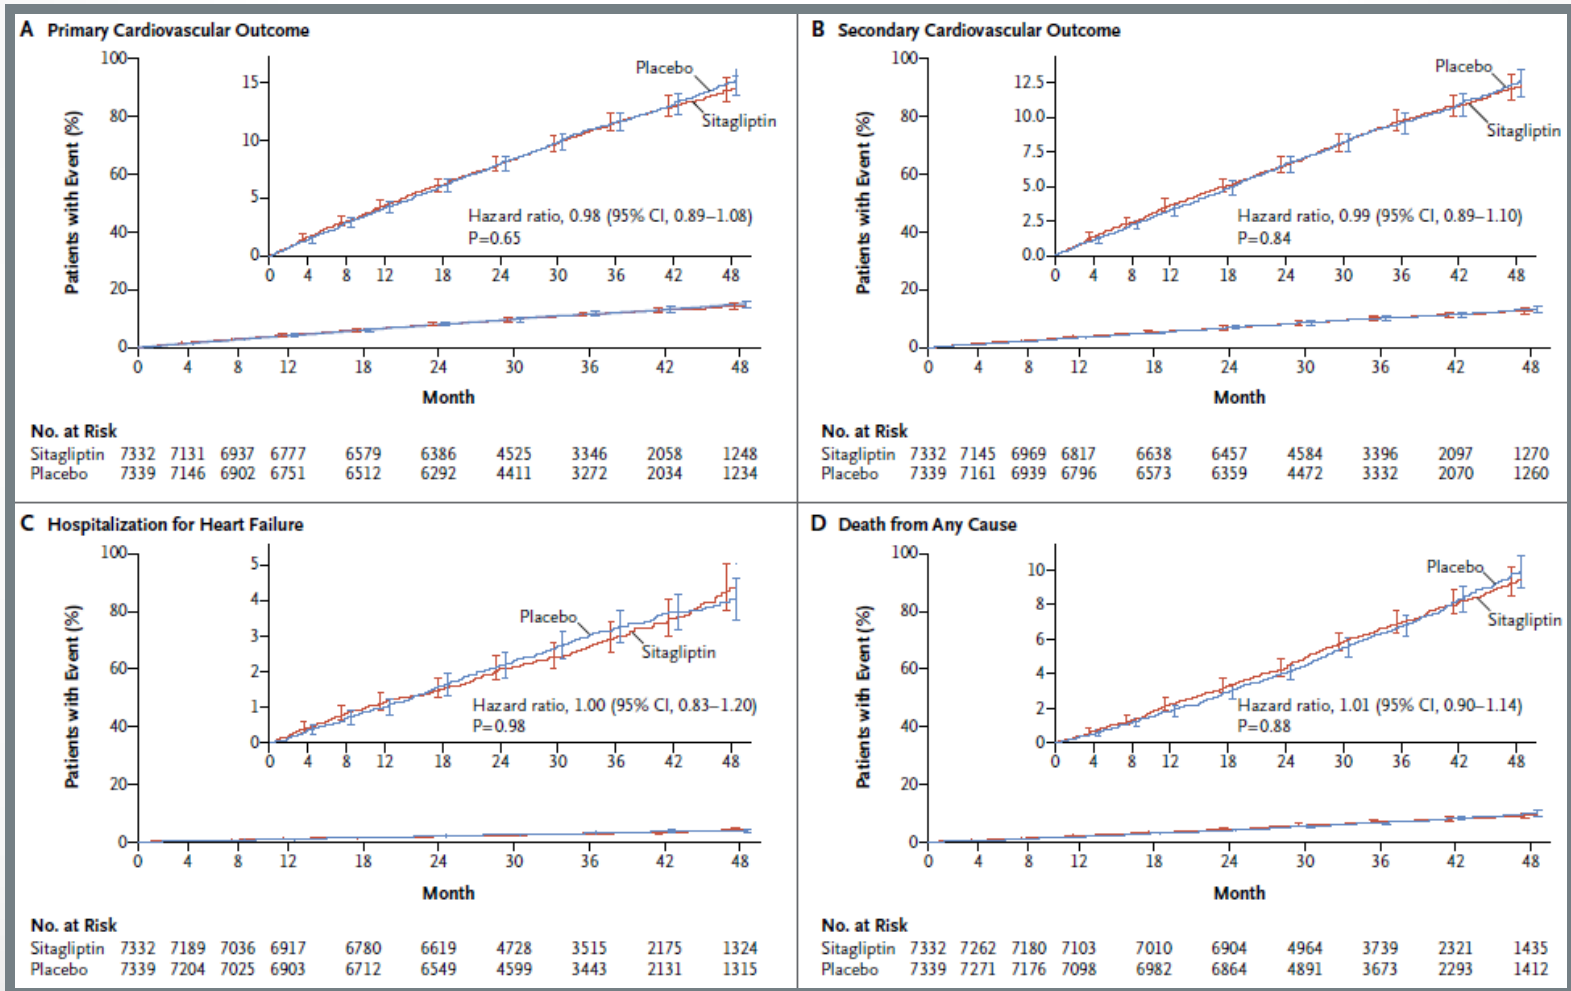 A Primary Cardiovascular Outcome
Patients with Event (%)
100
80
60
40
20
0
15
10
5
0
Placebo
Sitagliptin
Hazard ratio, 0.98 (95% CI, 0.89–1.08)
P=0.65
0 4 8 12 18 24 30 36 42 48
0 4 8 12 18 24 30 36 42 48
Month
No. at Risk
Sitagliptin 7332 7131 6937 6777 6579 6386 4525 3346 2058 1248
Placebo 7339 7146 6902 6751 6512 6292 4411 3272 2034 1234
B Secondary Cardiovascular Outcome
Patients with Event (%)
100
80
60
40
20
0
12.5
10.0
7.5
5.0
2.5
0.0
Placebo
Sitagliptin
Hazard ratio, 0.99 (95% CI, 0.89–1.10)
P=0.84
0 4 8 12 18 24 30 36 42 48
0 4 8 12 18 24 30 36 42 48
Month
No. at Risk
Sitagliptin 7332 7145 6969 6817 6638 6457 4584 3396 2097 1270
Placebo 7339 7161 6939 6796 6573 6359 4472 3332 2070 1260
C Hospitalization for Heart Failure
Patients with Event (%)
100
80
60
40
20
0
5
4
3
2
1
0
Placebo
Sitagliptin
Hazard ratio, 1.00 (95% CI, 0.83–1.20)
P=0.98
0 4 8 12 18 24 30 36 42 48
0 4 8 12 18 24 30 36 42 48
Month
No. at Risk
Sitagliptin 7332 7189 7036 6917 6780 6619 4728 3515 2175 1324
Placebo 7339 7204 7025 6903 6712 6549 4599 3443 2131 1315
D Death from Any Cause
Patients with Event (%)
100
80
60
40
20
0
10
8
6
4
2
0
Placebo
Sitagliptin
Hazard ratio, 1.01 (95% CI, 0.90–1.14)
P=0.88
0 4 8 12 18 24 30 36 42 48
0 4 8 12 18 24 30 36 42 48
Month
No. at Risk
Sitagliptin 7332 7262 7180 7103 7010 6904 4964 3739 2321 1435
Placebo 7339 7271 7176 7098 6982 6864 4891 3673 2293 1412